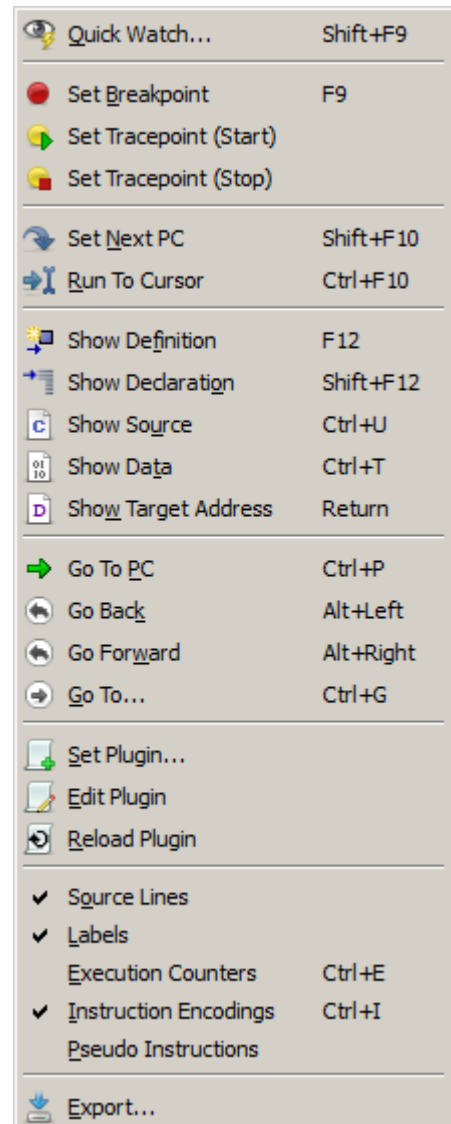 Quick Watch... Shift+F9
Set Breakpoint F9
Set Tracepoint (Start)
Set Tracepoint (Stop)
Set Next PC Shift+F10
Run To Cursor Ctrl+F10
Show Definition F12
Show Declaration Shift+F12
C Show Source Ctrl+U
01 10 Show Data Ctrl+T
D Show Target Address Return
Go To PC Ctrl+P
Go Back Alt+Left
Go Forward Alt+Right
Go To... Ctrl+G
Set Plugin...
Edit Plugin
Reload Plugin
Source Lines
Labels
Execution Counters Ctrl+E
Instruction Encodings Ctrl+I
Pseudo Instructions
Export...